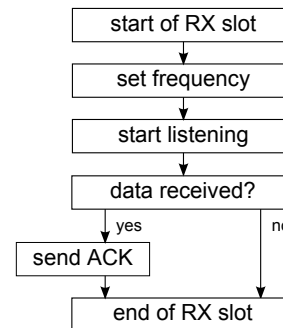 start of RX slot
set frequency
start listening
data received?
yes
send ACK
end of RX slot